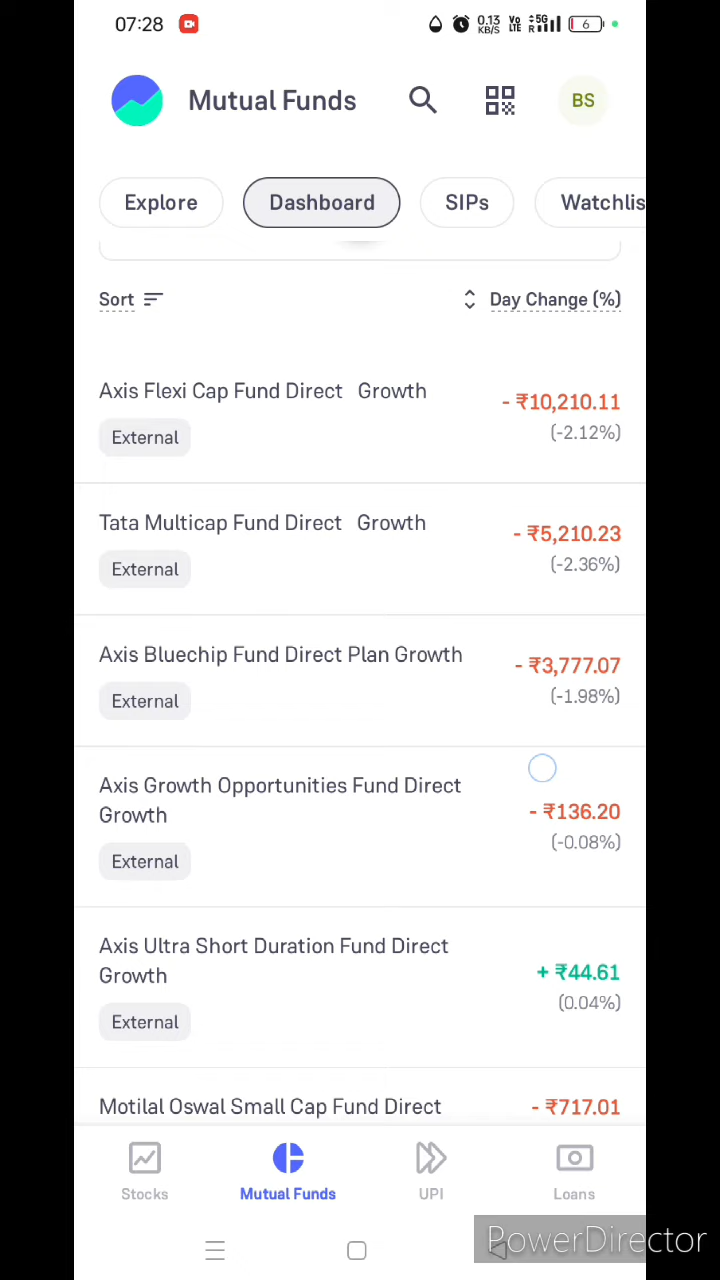 07:28 0.13 KB/S Vo LTE 5G R 6
Mutual Funds BS
Explore Dashboard SIPs Watchlis
Sort Day Change (%)
Axis Flexi Cap Fund Direct Growth
- ₹10,210.11
External
(-2.12%)
Tata Multicap Fund Direct Growth
- ₹5,210.23
External
(-2.36%)
Axis Bluechip Fund Direct Plan Growth
- ₹3,777.07
External
(-1.98%)
Axis Growth Opportunities Fund Direct
Growth
- ₹136.20
(-0.08%)
External
Axis Ultra Short Duration Fund Direct
Growth
+ ₹44.61
(0.04%)
External
Motilal Oswal Small Cap Fund Direct - ₹717.01
Stocks Mutual Funds UPI Loans
PowerDirector